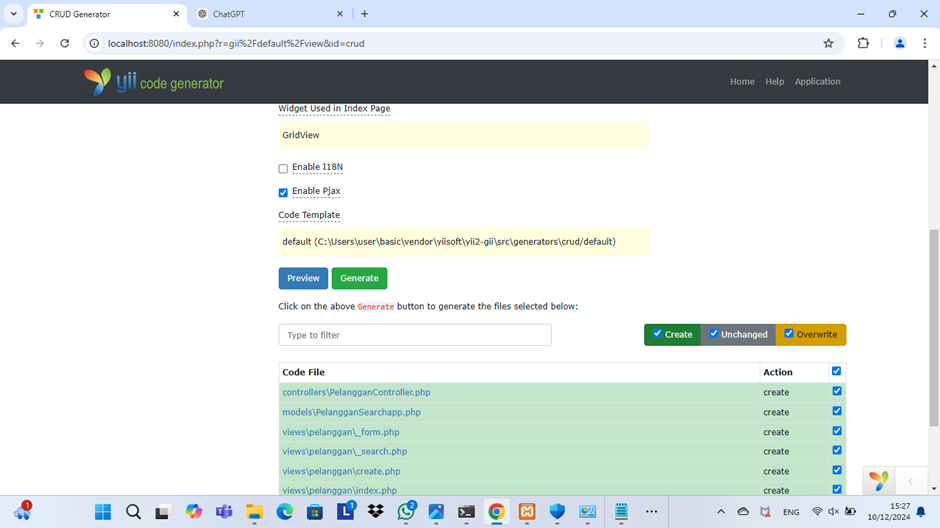 CRUD Generator
ChatGPT
localhost:8080/index.php?r=gii%2Fdefault%2Fview&id=crud
yii code generator
Home Help Application
Widget Used in Index Page
GridView
Enable I18N
Enable Pjax
Code Template
default (C:\Users\user\basic\vendor\yiisoft\yii2-gii\src\generators\crud/default)
Preview Generate
Click on the above Generate button to generate the files selected below:
Type to filter
Create Unchanged Overwrite
Code File Action
controllers\PelangganController.php create
models\PelangganSearchapp.php create
views\pelanggan\_form.php create
views\pelanggan\_search.php create
views\pelanggan\create.php create
views\pelanggan\index.php create
1
1
2
ENG
15:27
10/12/2024